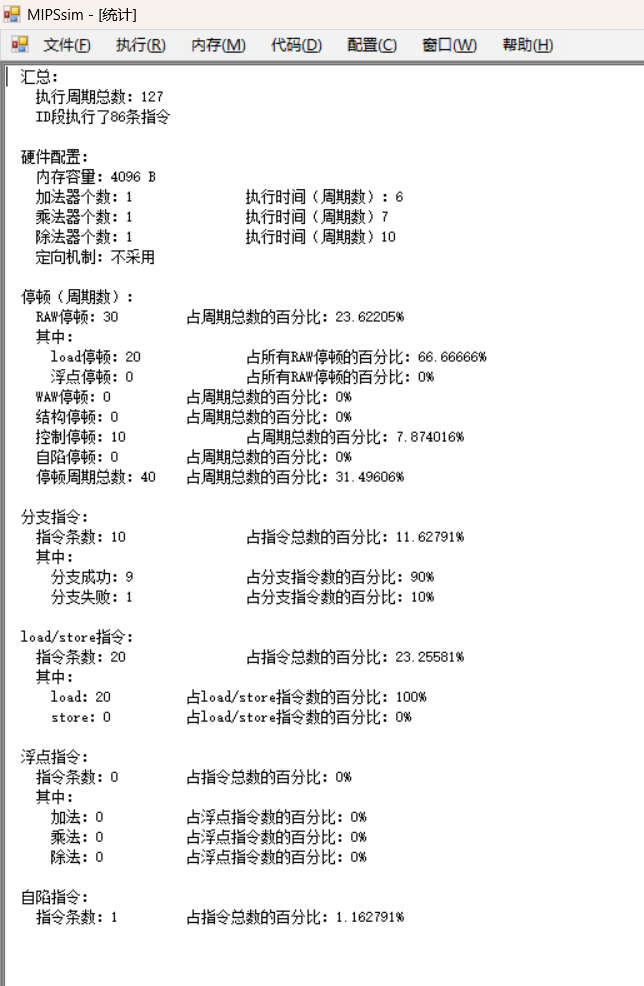 MIPSsim - [统计]
文件(F) 执行(R) 内存(M) 代码(D) 配置(C) 窗口(W) 帮助(H)
汇总:
执行周期总数: 127
ID段执行了86条指令
硬件配置:
内存容量: 4096 B
加法器个数: 1 执行时间(周期数): 6
乘法器个数: 1 执行时间(周期数)7
除法器个数: 1 执行时间(周期数)10
定向机制: 不采用
停顿(周期数):
RAW停顿: 30 占周期总数的百分比: 23.62205%
其中:
load停顿: 20 占所有RAW停顿的百分比: 66.66666%
浮点停顿: 0 占所有RAW停顿的百分比: 0%
WAW停顿: 0 占周期总数的百分比: 0%
结构停顿: 0 占周期总数的百分比: 0%
控制停顿: 10 占周期总数的百分比: 7.874016%
自陷停顿: 0 占周期总数的百分比: 0%
停顿周期总数: 40 占周期总数的百分比: 31.49606%
分支指令:
指令条数: 10 占指令总数的百分比: 11.62791%
其中:
分支成功: 9 占分支指令数的百分比: 90%
分支失败: 1 占分支指令数的百分比: 10%
load/store指令:
指令条数: 20 占指令总数的百分比: 23.25581%
其中:
load: 20 占load/store指令数的百分比: 100%
store: 0 占load/store指令数的百分比: 0%
浮点指令:
指令条数: 0 占指令总数的百分比: 0%
其中:
加法: 0 占浮点指令数的百分比: 0%
乘法: 0 占浮点指令数的百分比: 0%
除法: 0 占浮点指令数的百分比: 0%
自陷指令:
指令条数: 1 占指令总数的百分比: 1.162791%